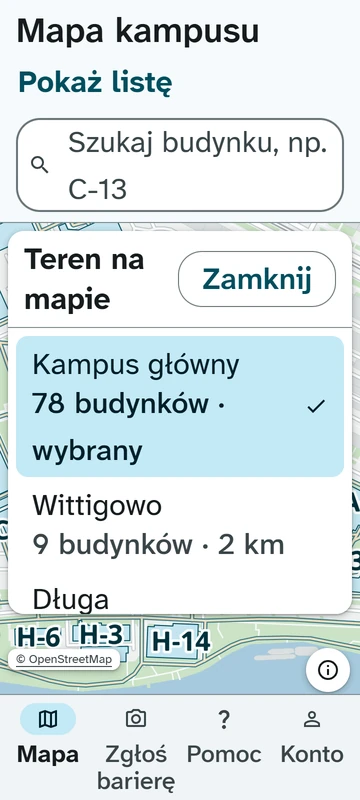 Mapa kampusu
Pokaż listę
Szukaj budynku, np.
C-13
Teren na
mapie
Zamknij
Kampus główny
78 budynków ·
wybrany
Wittigowo
9 budynków · 2 km
Długa
H-6
H-3
H-14
© OpenStreetMap
Mapa
Zgłoś
barierę
Pomoc
Konto